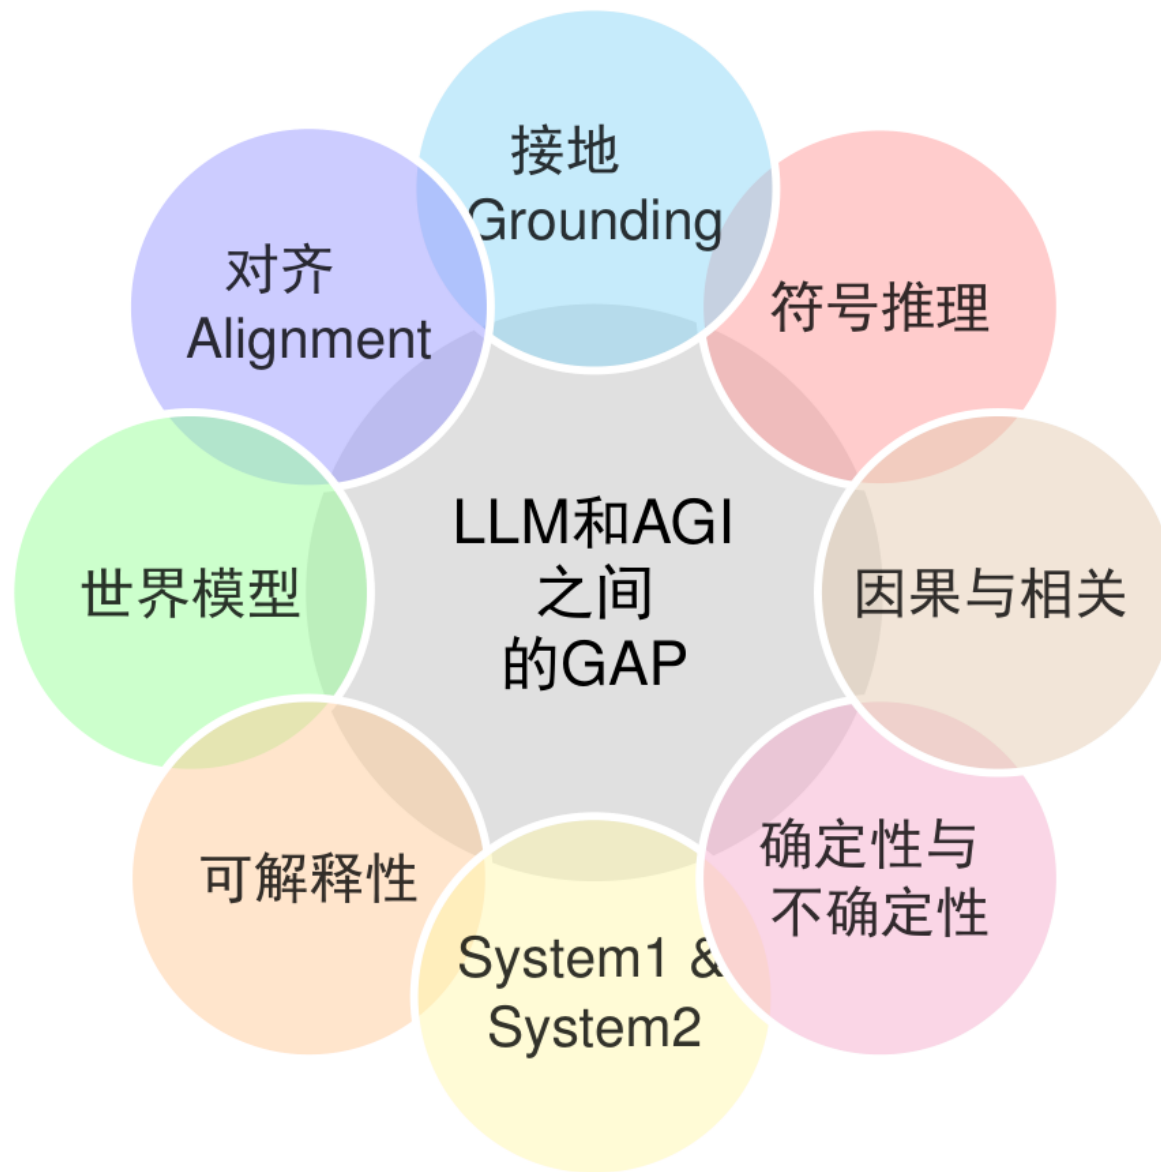 接地
Grounding
符号推理
因果与相关
确定性与
不确定性
System1 &
System2
可解释性
世界模型
对齐
Alignment
LLM和AGI
之间
的GAP